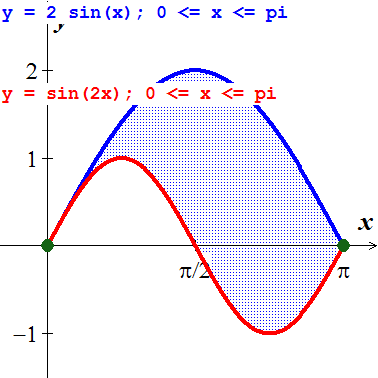 y = 2 sin(x); 0 <= x <= pi
y
2
y = sin(2x); 0 <= x <= pi
1
x
π/2
π
−1